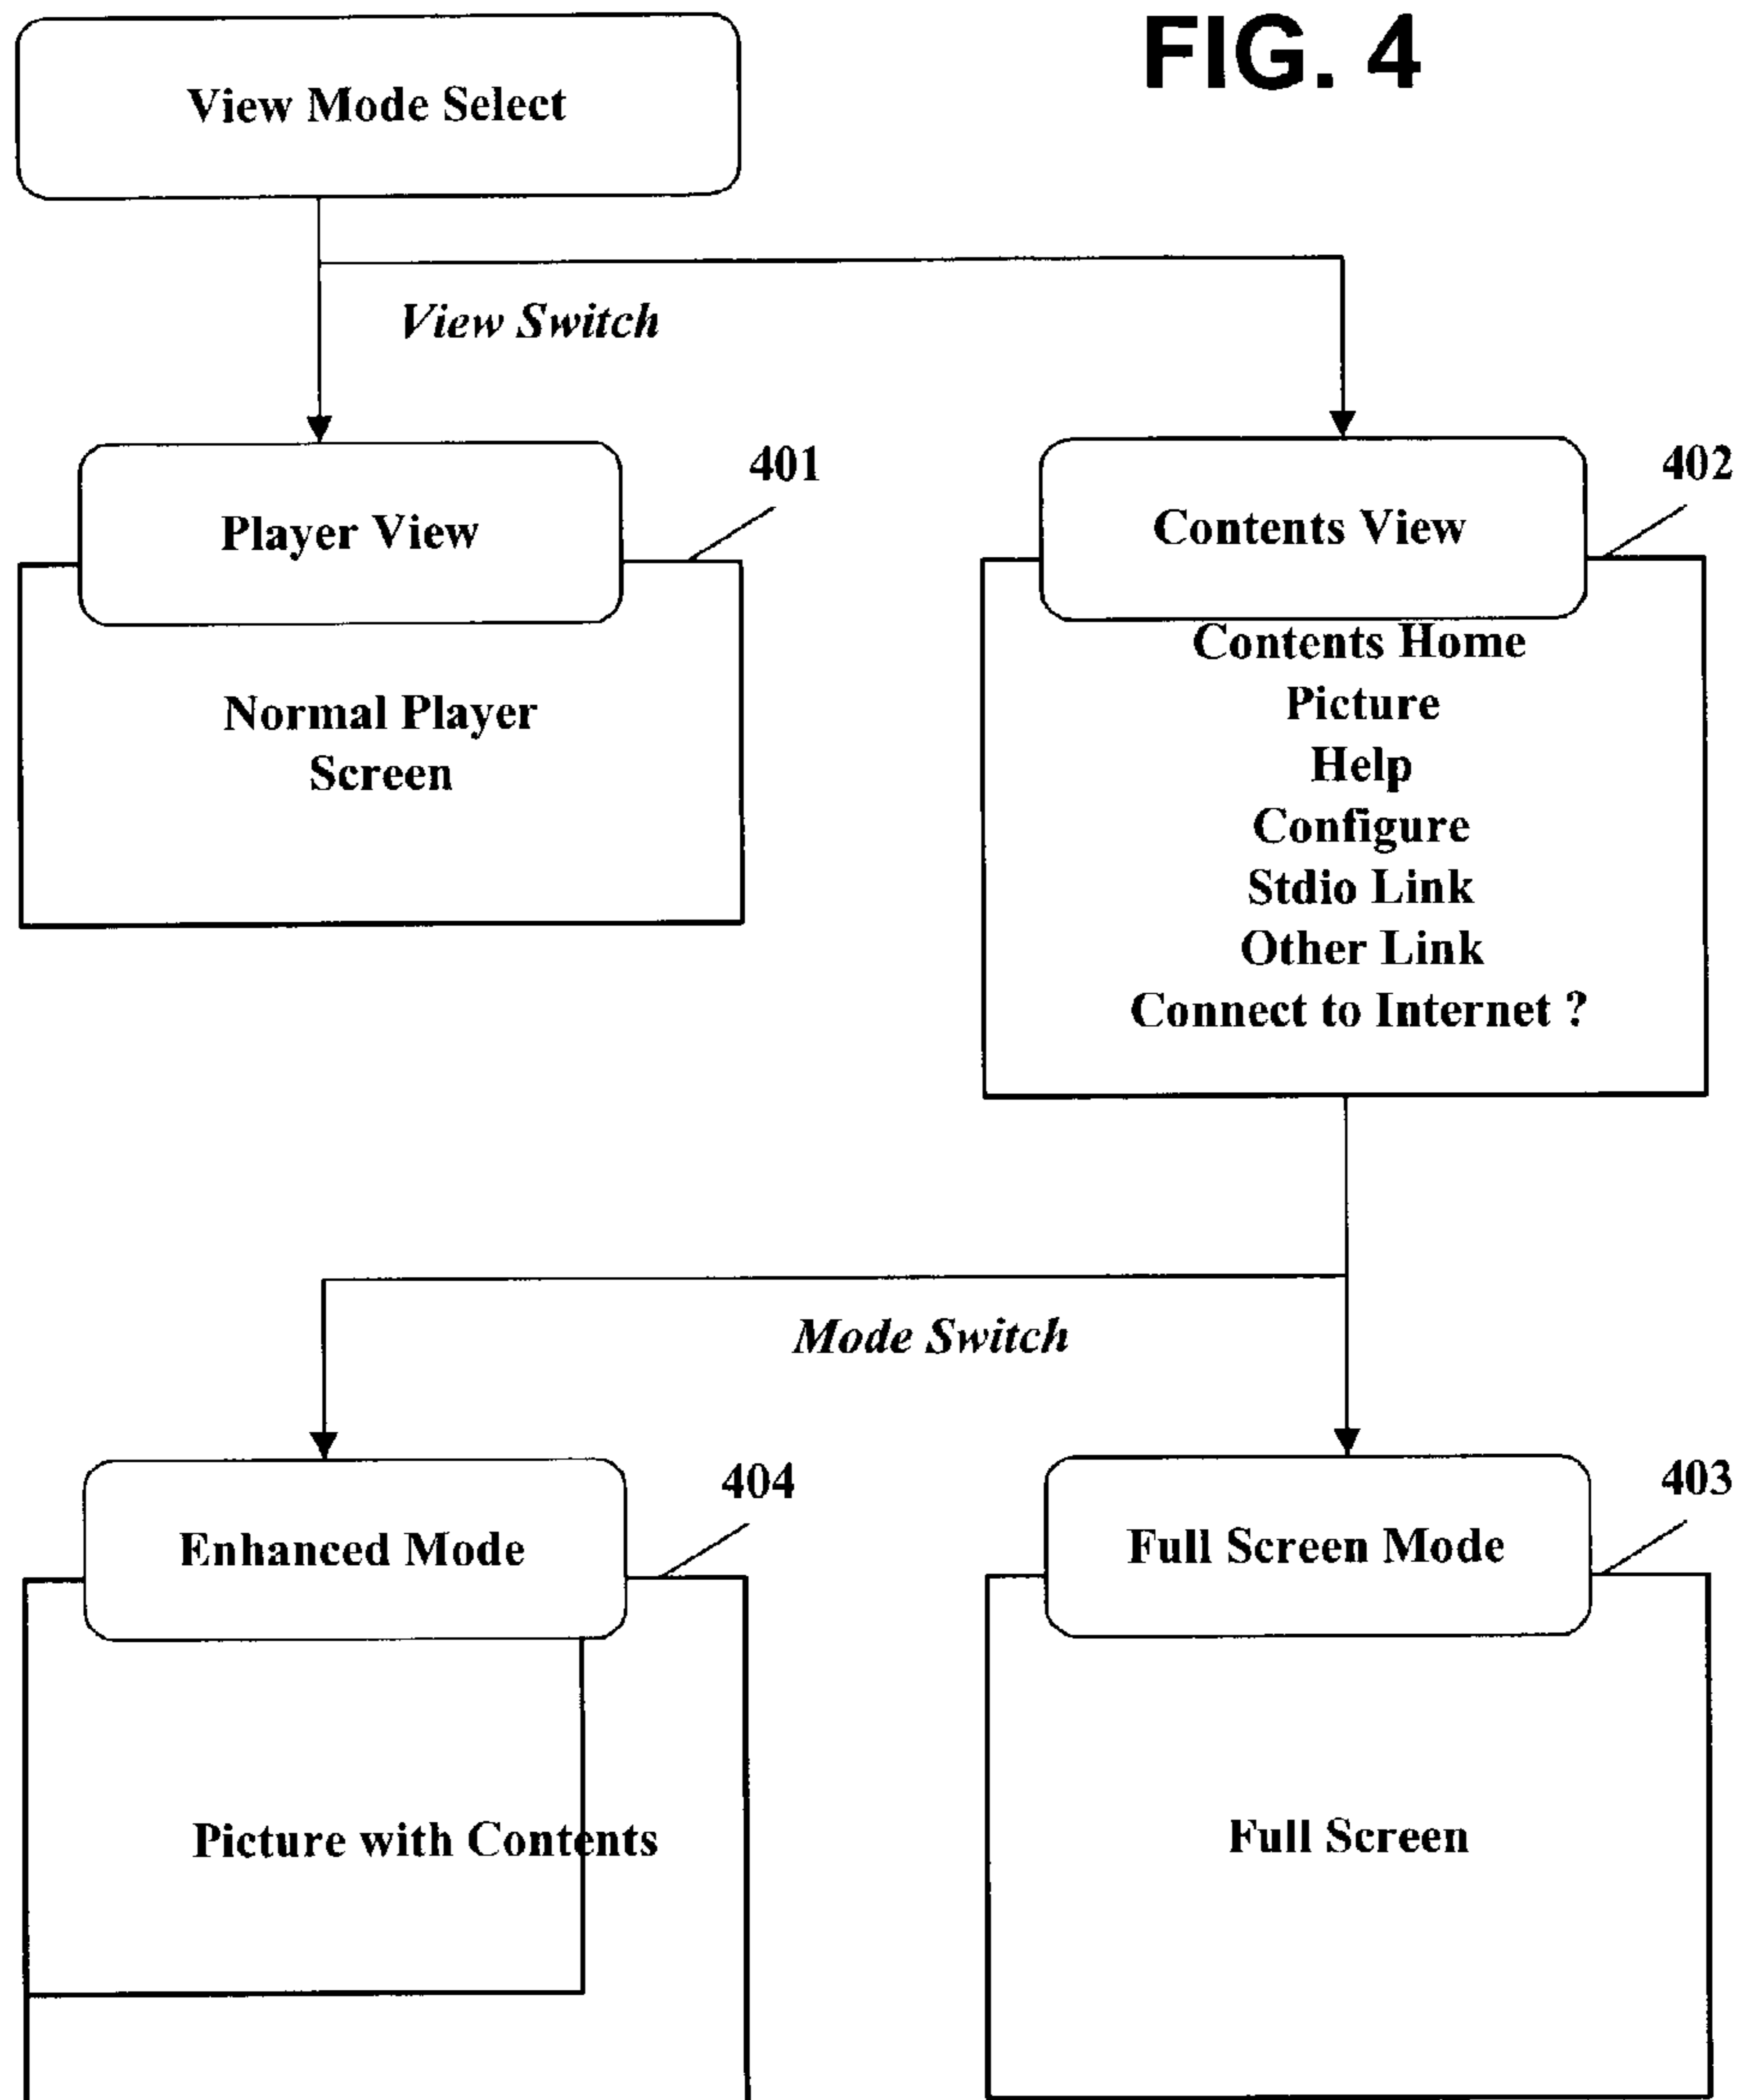 FIG. 4
View Mode Select
View Switch
401
402
Player View
Contents View
Normal Player
Screen
Contents Home
Picture
Help
Configure
Stdio Link
Other Link
Connect to Internet ?
Mode Switch
404
403
Enhanced Mode
Full Screen Mode
Picture with Contents
Full Screen